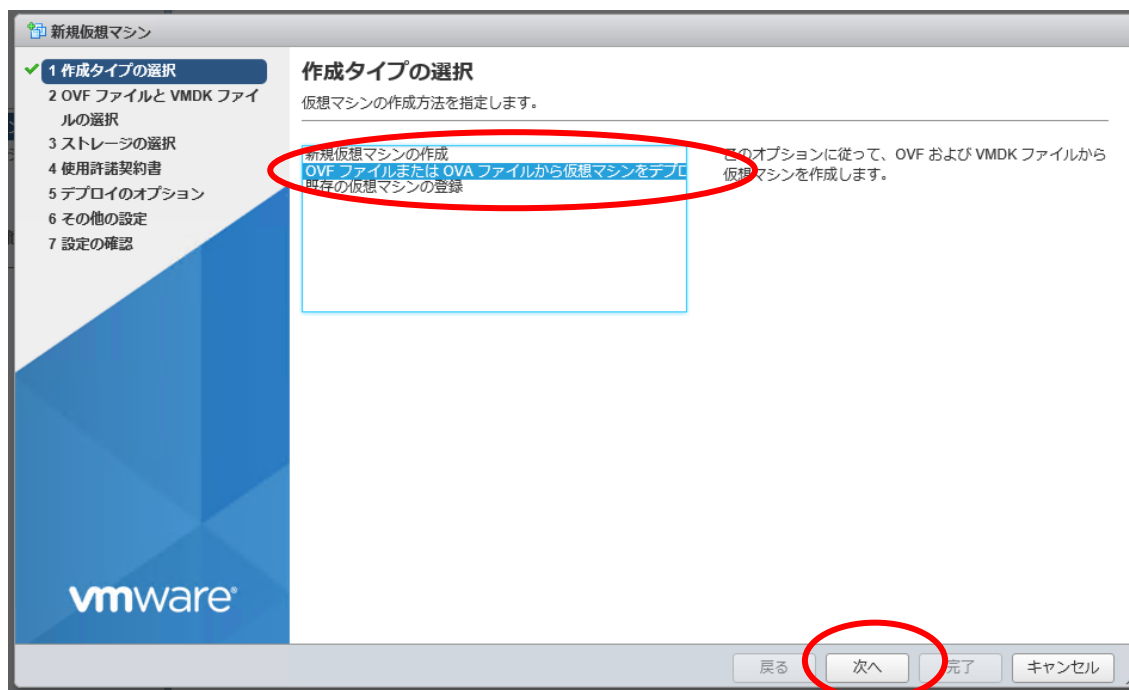 新規仮想マシン
1 作成タイプの選択
2 OVF ファイルと VMDK ファイ
ルの選択
3 ストレージの選択
4 使用許諾契約書
5 デプロイのオプション
6 その他の設定
7 設定の確認
作成タイプの選択
仮想マシンの作成方法を指定します。
新規仮想マシンの作成
OVF ファイルまたは OVA ファイルから仮想マシンをデプロ
既存の仮想マシンの登録
このオプションに従って、OVF および VMDK ファイルから
仮想マシンを作成します。
vmware®
戻る 次へ 完了 キャンセル